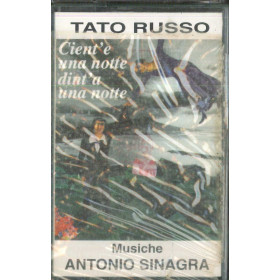 TATO RUSSO
Cient'e
una notte
dint'a
una notte
Musiche
ANTONIO SINAGRA